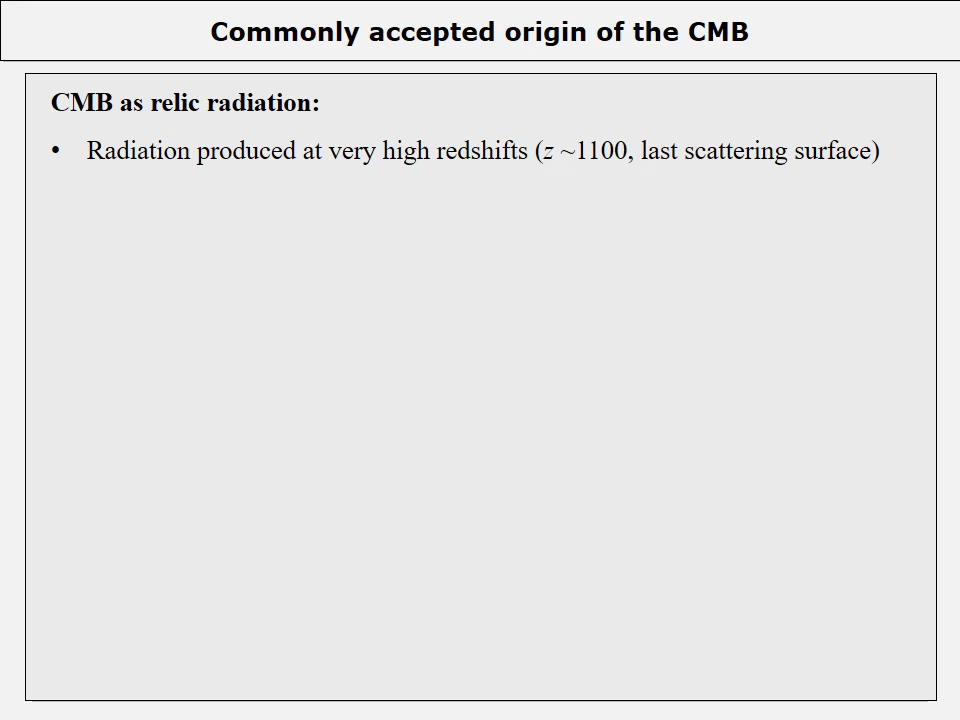 Commonly accepted origin of the CMB
CMB as relic radiation:
• Radiation produced at very high redshifts (z ~1100, last scattering surface)